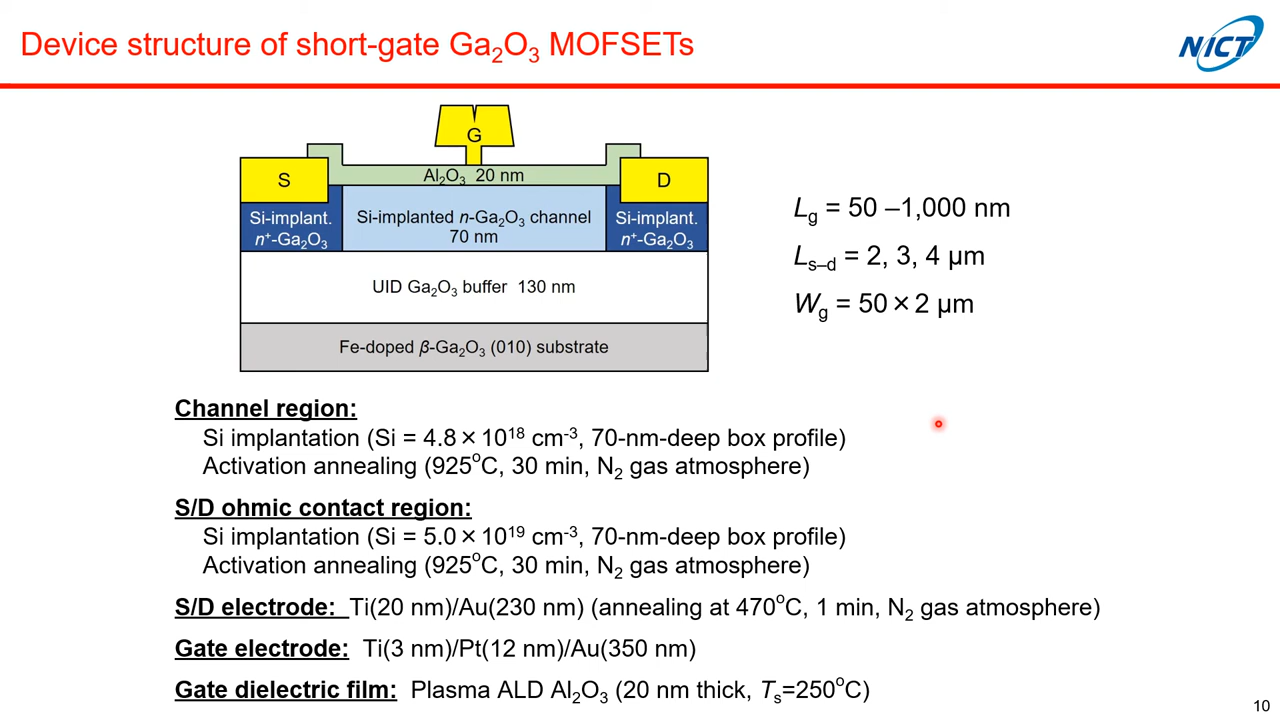 Device structure of short-gate Ga₂O₃ MOFSETs
NICT
G
S
Al₂O₃ 20 nm
D
Si-implant.
n⁺-Ga₂O₃
Si-implanted n-Ga₂O₃ channel
70 nm
Si-implant.
n⁺-Ga₂O₃
UID Ga₂O₃ buffer 130 nm
Fe-doped β-Ga₂O₃ (010) substrate
Lg = 50 –1,000 nm
Ls–d = 2, 3, 4 μm
Wg = 50 × 2 μm
Channel region:
Si implantation (Si = 4.8 × 10¹⁸ cm⁻³, 70-nm-deep box profile)
Activation annealing (925°C, 30 min, N₂ gas atmosphere)
S/D ohmic contact region:
Si implantation (Si = 5.0 × 10¹⁹ cm⁻³, 70-nm-deep box profile)
Activation annealing (925°C, 30 min, N₂ gas atmosphere)
S/D electrode: Ti(20 nm)/Au(230 nm) (annealing at 470°C, 1 min, N₂ gas atmosphere)
Gate electrode: Ti(3 nm)/Pt(12 nm)/Au(350 nm)
Gate dielectric film: Plasma ALD Al₂O₃ (20 nm thick, Ts=250°C)
10